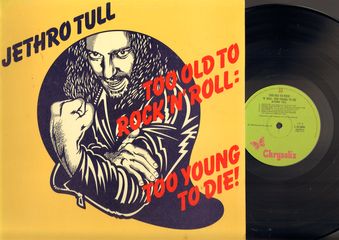 JETHRO TULL
TOO OLD TO
ROCK 'N' ROLL:
TOO YOUNG
TO DIE!
Chrysalis